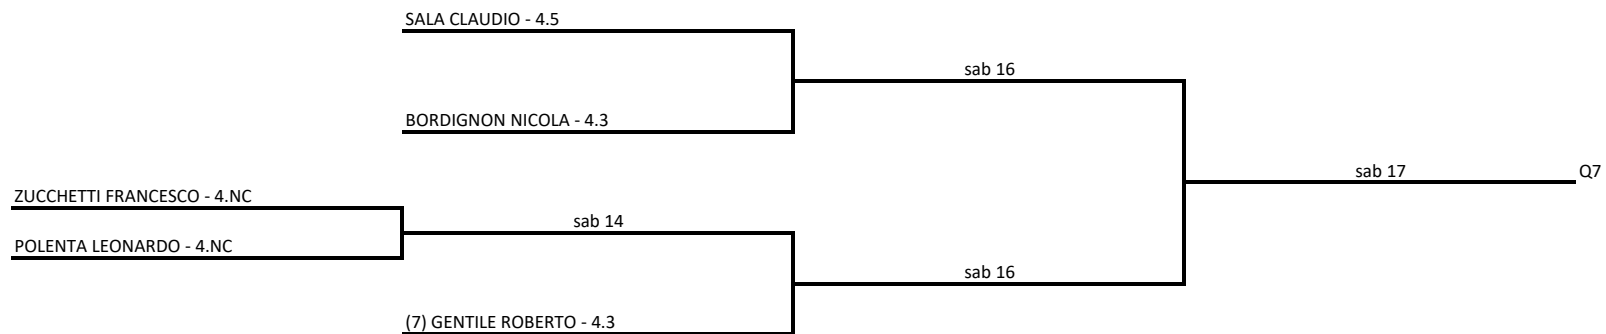 SALA CLAUDIO - 4.5
sab 16
BORDIGNON NICOLA - 4.3
sab 17
Q7
ZUCCHETTI FRANCESCO - 4.NC
sab 14
POLENTA LEONARDO - 4.NC
sab 16
(7) GENTILE ROBERTO - 4.3